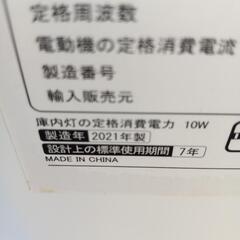 定格周波数
電動機の定格消費電流
製造番号
輸入販売元
庫内灯の定格消費電力 10W
製造年 2021年製
設計上の標準使用期間 7年
MADE IN CHINA